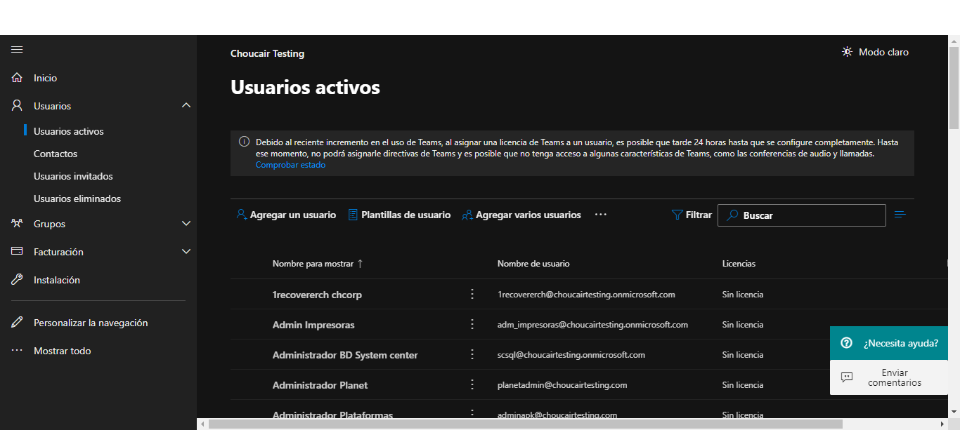 Choucair Testing
Modo claro
Inicio
Usuarios
Usuarios activos
Contactos
Usuarios invitados
Usuarios eliminados
Grupos
Facturación
Instalación
Personalizar la navegación
Mostrar todo
Usuarios activos
Debido al reciente incremento en el uso de Teams, al asignar una licencia de Teams a un usuario, es posible que tarde 24 horas hasta que se configure completamente. Hasta
ese momento, no podrá asignarle directivas de Teams y es posible que no tenga acceso a algunas características de Teams, como las conferencias de audio y llamadas.
Comprobar estado
Agregar un usuario Plantillas de usuario Agregar varios usuarios ··· Filtrar Buscar
Nombre para mostrar ↑ Nombre de usuario Licencias
1recovererch chcorp 1recovererch@choucairtesting.onmicrosoft.com Sin licencia
Admin Impresoras adm_impresoras@choucairtesting.onmicrosoft.com Sin licencia
Administrador BD System center scsql@choucairtesting.onmicrosoft.com Sin licencia
Administrador Planet planetadmin@choucairtesting.com Sin licencia
Administrador Plataformas adminapk@choucairtesting.com Sin licencia
¿Necesita ayuda?
Enviar
comentarios